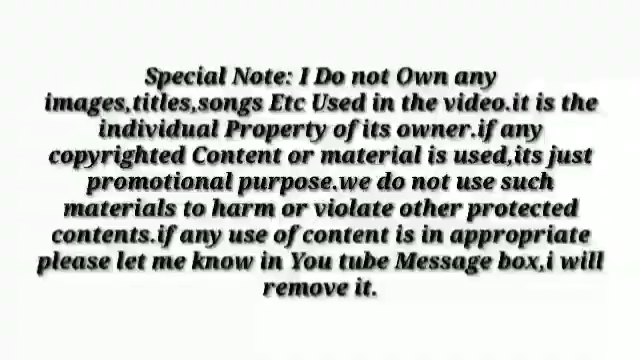 Special Note: I Do not Own any
images,titles,songs Etc Used in the video.it is the
individual Property of its owner.if any
copyrighted Content or material is used,its just
promotional purpose.we do not use such
materials to harm or violate other protected
contents.if any use of content is in appropriate
please let me know in You tube Message box,i will
remove it.